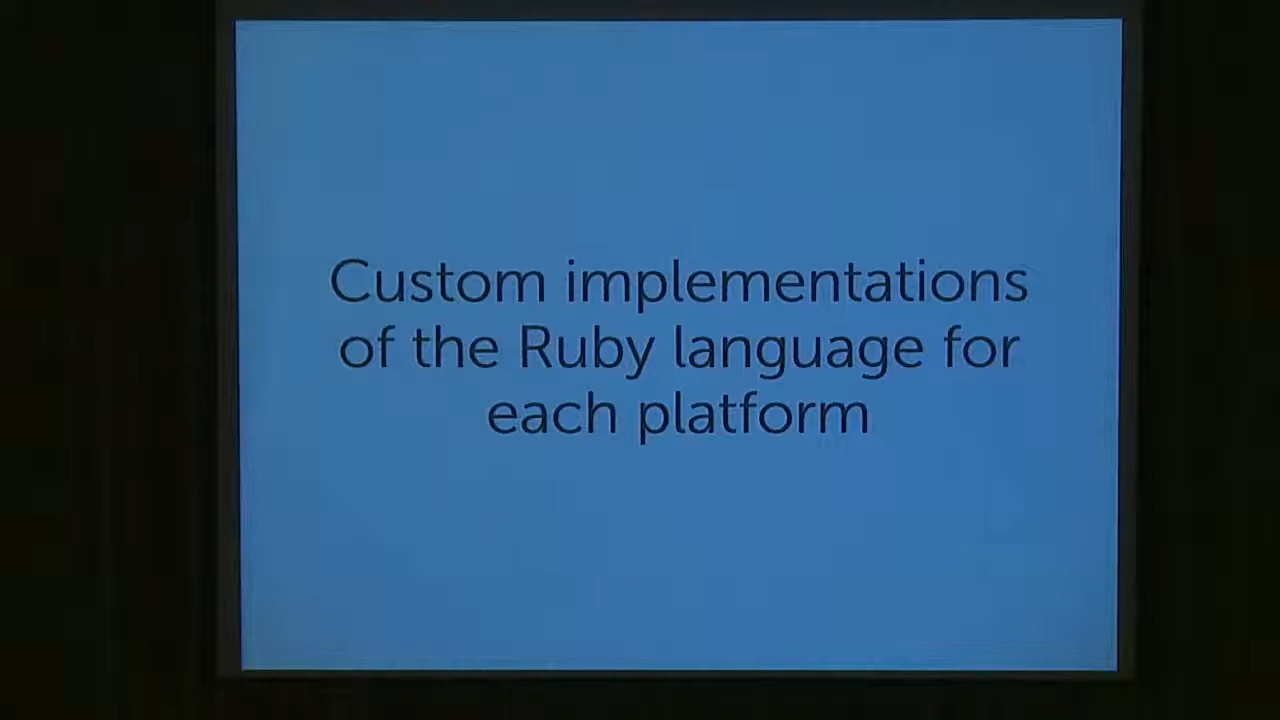 Custom implementations
of the Ruby language for
each platform